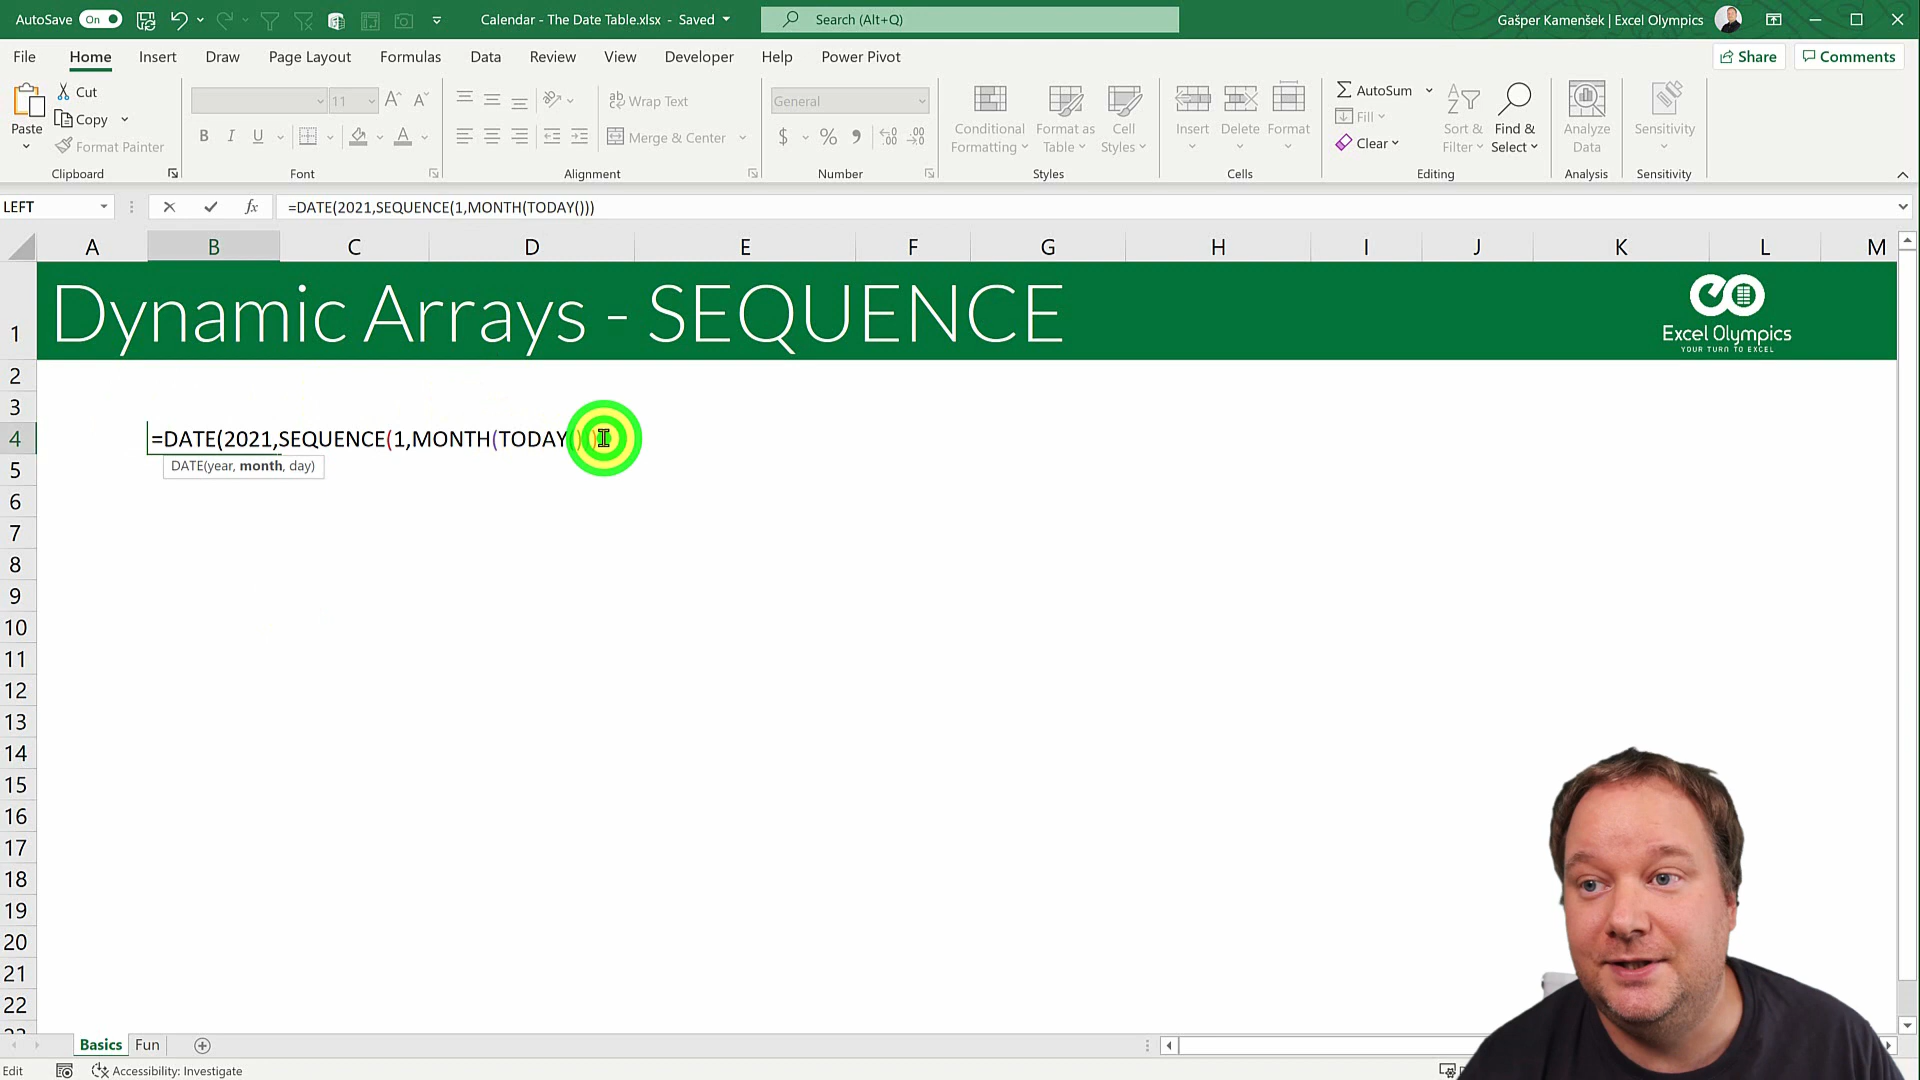 AutoSave On Calendar - The Date Table.xlsx - Saved Search (Alt+Q) Gašper Kamenšek | Excel Olympics
File Home Insert Draw Page Layout Formulas Data Review View Developer Help Power Pivot Share Comments
Paste Cut Copy Format Painter
Clipboard
11
B I U A
Font
ab Wrap Text
Merge & Center
Alignment
General
$ % 9
Number
Conditional Formatting
Format as Table
Cell Styles
Styles
Insert Delete Format
Cells
AutoSum
Fill
Clear
Sort & Filter
Find & Select
Editing
Analyze Data
Analysis
Sensitivity
Sensitivity
LEFT fx =DATE(2021,SEQUENCE(1,MONTH(TODAY()))
A B C D E F G H I J K L M
1 Dynamic Arrays - SEQUENCE
Excel Olympics
YOUR TURN TO EXCEL
2
3
4 =DATE(2021,SEQUENCE(1,MONTH(TODAY()))
DATE(year, month, day)
5
6
7
8
9
10
11
12
13
14
15
16
17
18
19
20
21
22
23
Basics Fun
Edit Accessibility: Investigate